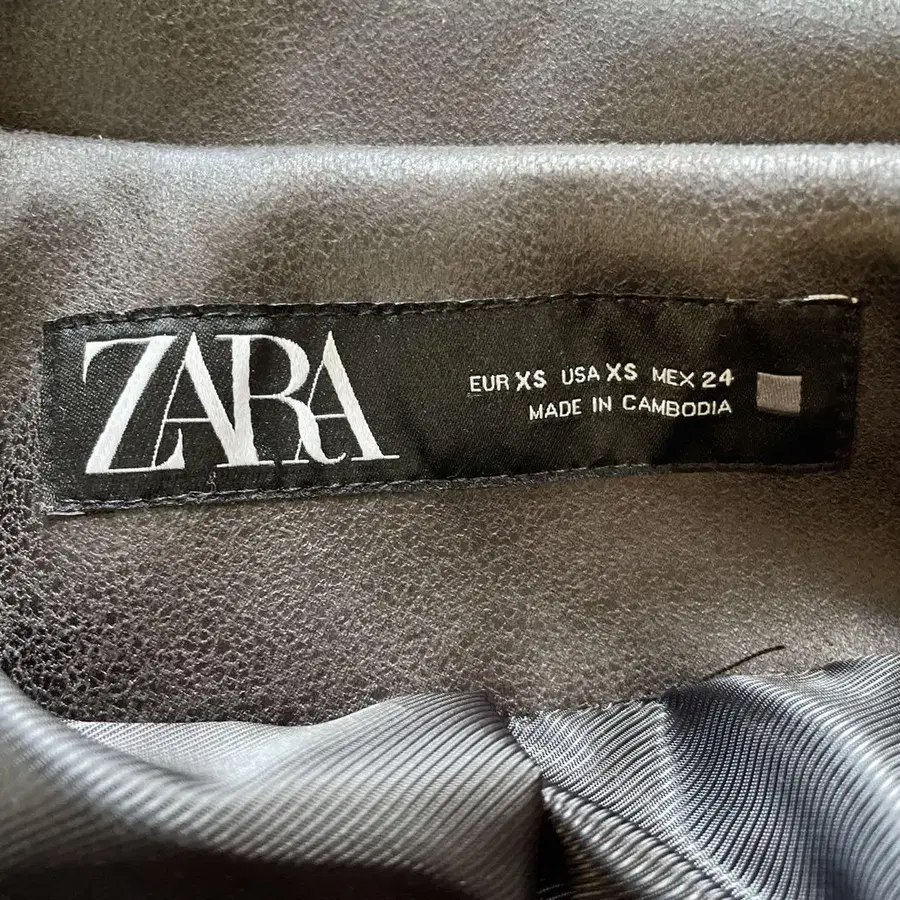 ZARA
EUR XS USA XS MEX 24
MADE IN CAMBODIA